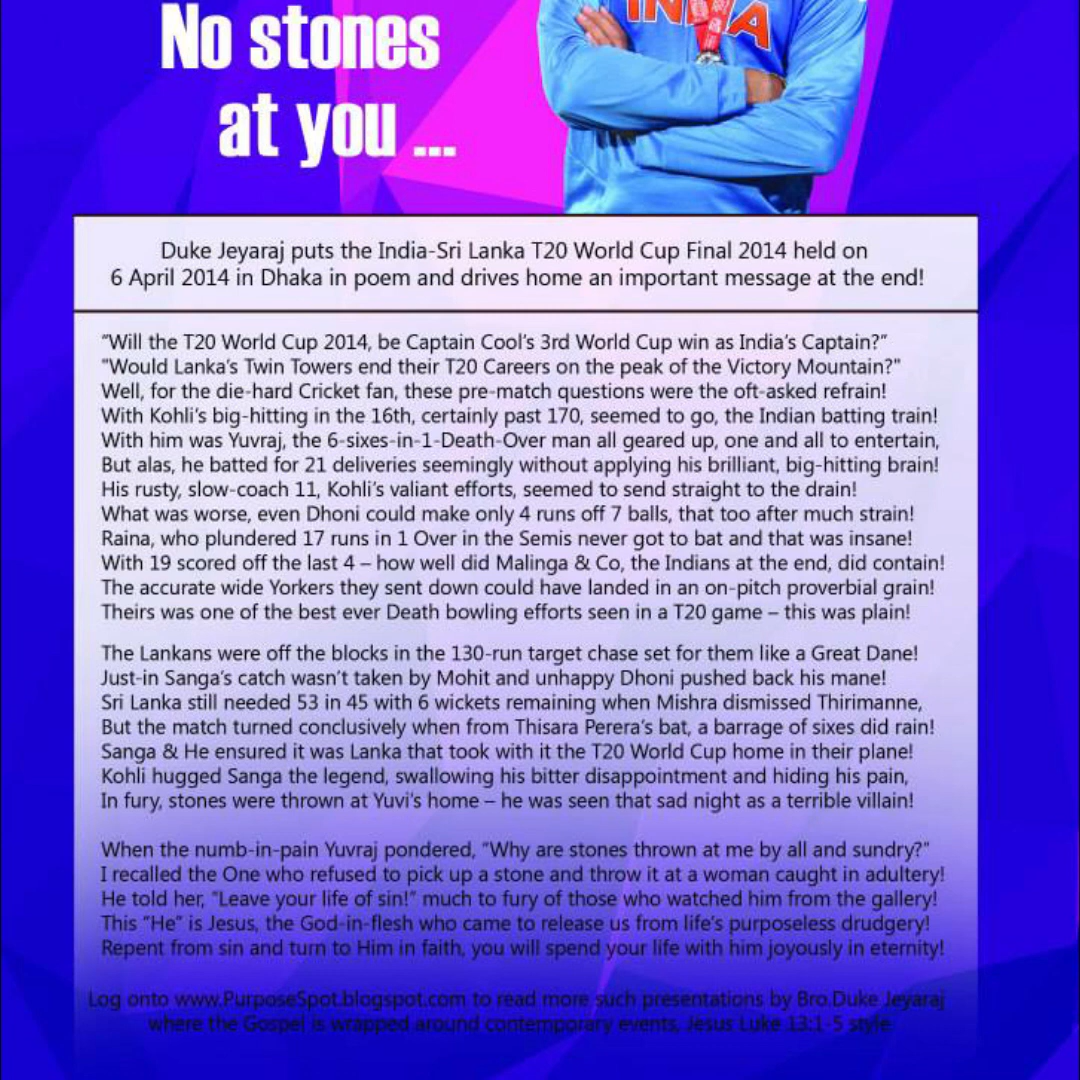 No stones
at you ...
INDIA
Duke Jeyaraj puts the India-Sri Lanka T20 World Cup Final 2014 held on
6 April 2014 in Dhaka in poem and drives home an important message at the end!
"Will the T20 World Cup 2014, be Captain Cool's 3rd World Cup win as India's Captain?"
"Would Lanka's Twin Towers end their T20 Careers on the peak of the Victory Mountain?"
Well, for the die-hard Cricket fan, these pre-match questions were the oft-asked refrain!
With Kohli's big-hitting in the 16th, certainly past 170, seemed to go, the Indian batting train!
With him was Yuvraj, the 6-sixes-in-1-Death-Over man all geared up, one and all to entertain,
But alas, he batted for 21 deliveries seemingly without applying his brilliant, big-hitting brain!
His rusty, slow-coach 11, Kohli's valiant efforts, seemed to send straight to the drain!
What was worse, even Dhoni could make only 4 runs off 7 balls, that too after much strain!
Raina, who plundered 17 runs in 1 Over in the Semis never got to bat and that was insane!
With 19 scored off the last 4 – how well did Malinga & Co, the Indians at the end, did contain!
The accurate wide Yorkers they sent down could have landed in an on-pitch proverbial grain!
Theirs was one of the best ever Death bowling efforts seen in a T20 game – this was plain!
The Lankans were off the blocks in the 130-run target chase set for them like a Great Dane!
Just-in Sanga's catch wasn't taken by Mohit and unhappy Dhoni pushed back his mane!
Sri Lanka still needed 53 in 45 with 6 wickets remaining when Mishra dismissed Thirimanne,
But the match turned conclusively when from Thisara Perera's bat, a barrage of sixes did rain!
Sanga & He ensured it was Lanka that took with it the T20 World Cup home in their plane!
Kohli hugged Sanga the legend, swallowing his bitter disappointment and hiding his pain,
In fury, stones were thrown at Yuvi's home – he was seen that sad night as a terrible villain!
When the numb-in-pain Yuvraj pondered, "Why are stones thrown at me by all and sundry?"
I recalled the One who refused to pick up a stone and throw it at a woman caught in adultery!
He told her, "Leave your life of sin!" much to fury of those who watched him from the gallery!
This "He" is Jesus, the God-in-flesh who came to release us from life's purposeless drudgery!
Repent from sin and turn to Him in faith, you will spend your life with him joyously in eternity!
Log onto www.PurposeSpot.blogspot.com to read more such presentations by Bro.Duke Jeyaraj
where the Gospel is wrapped around contemporary events, Jesus Luke 13:1-5 style